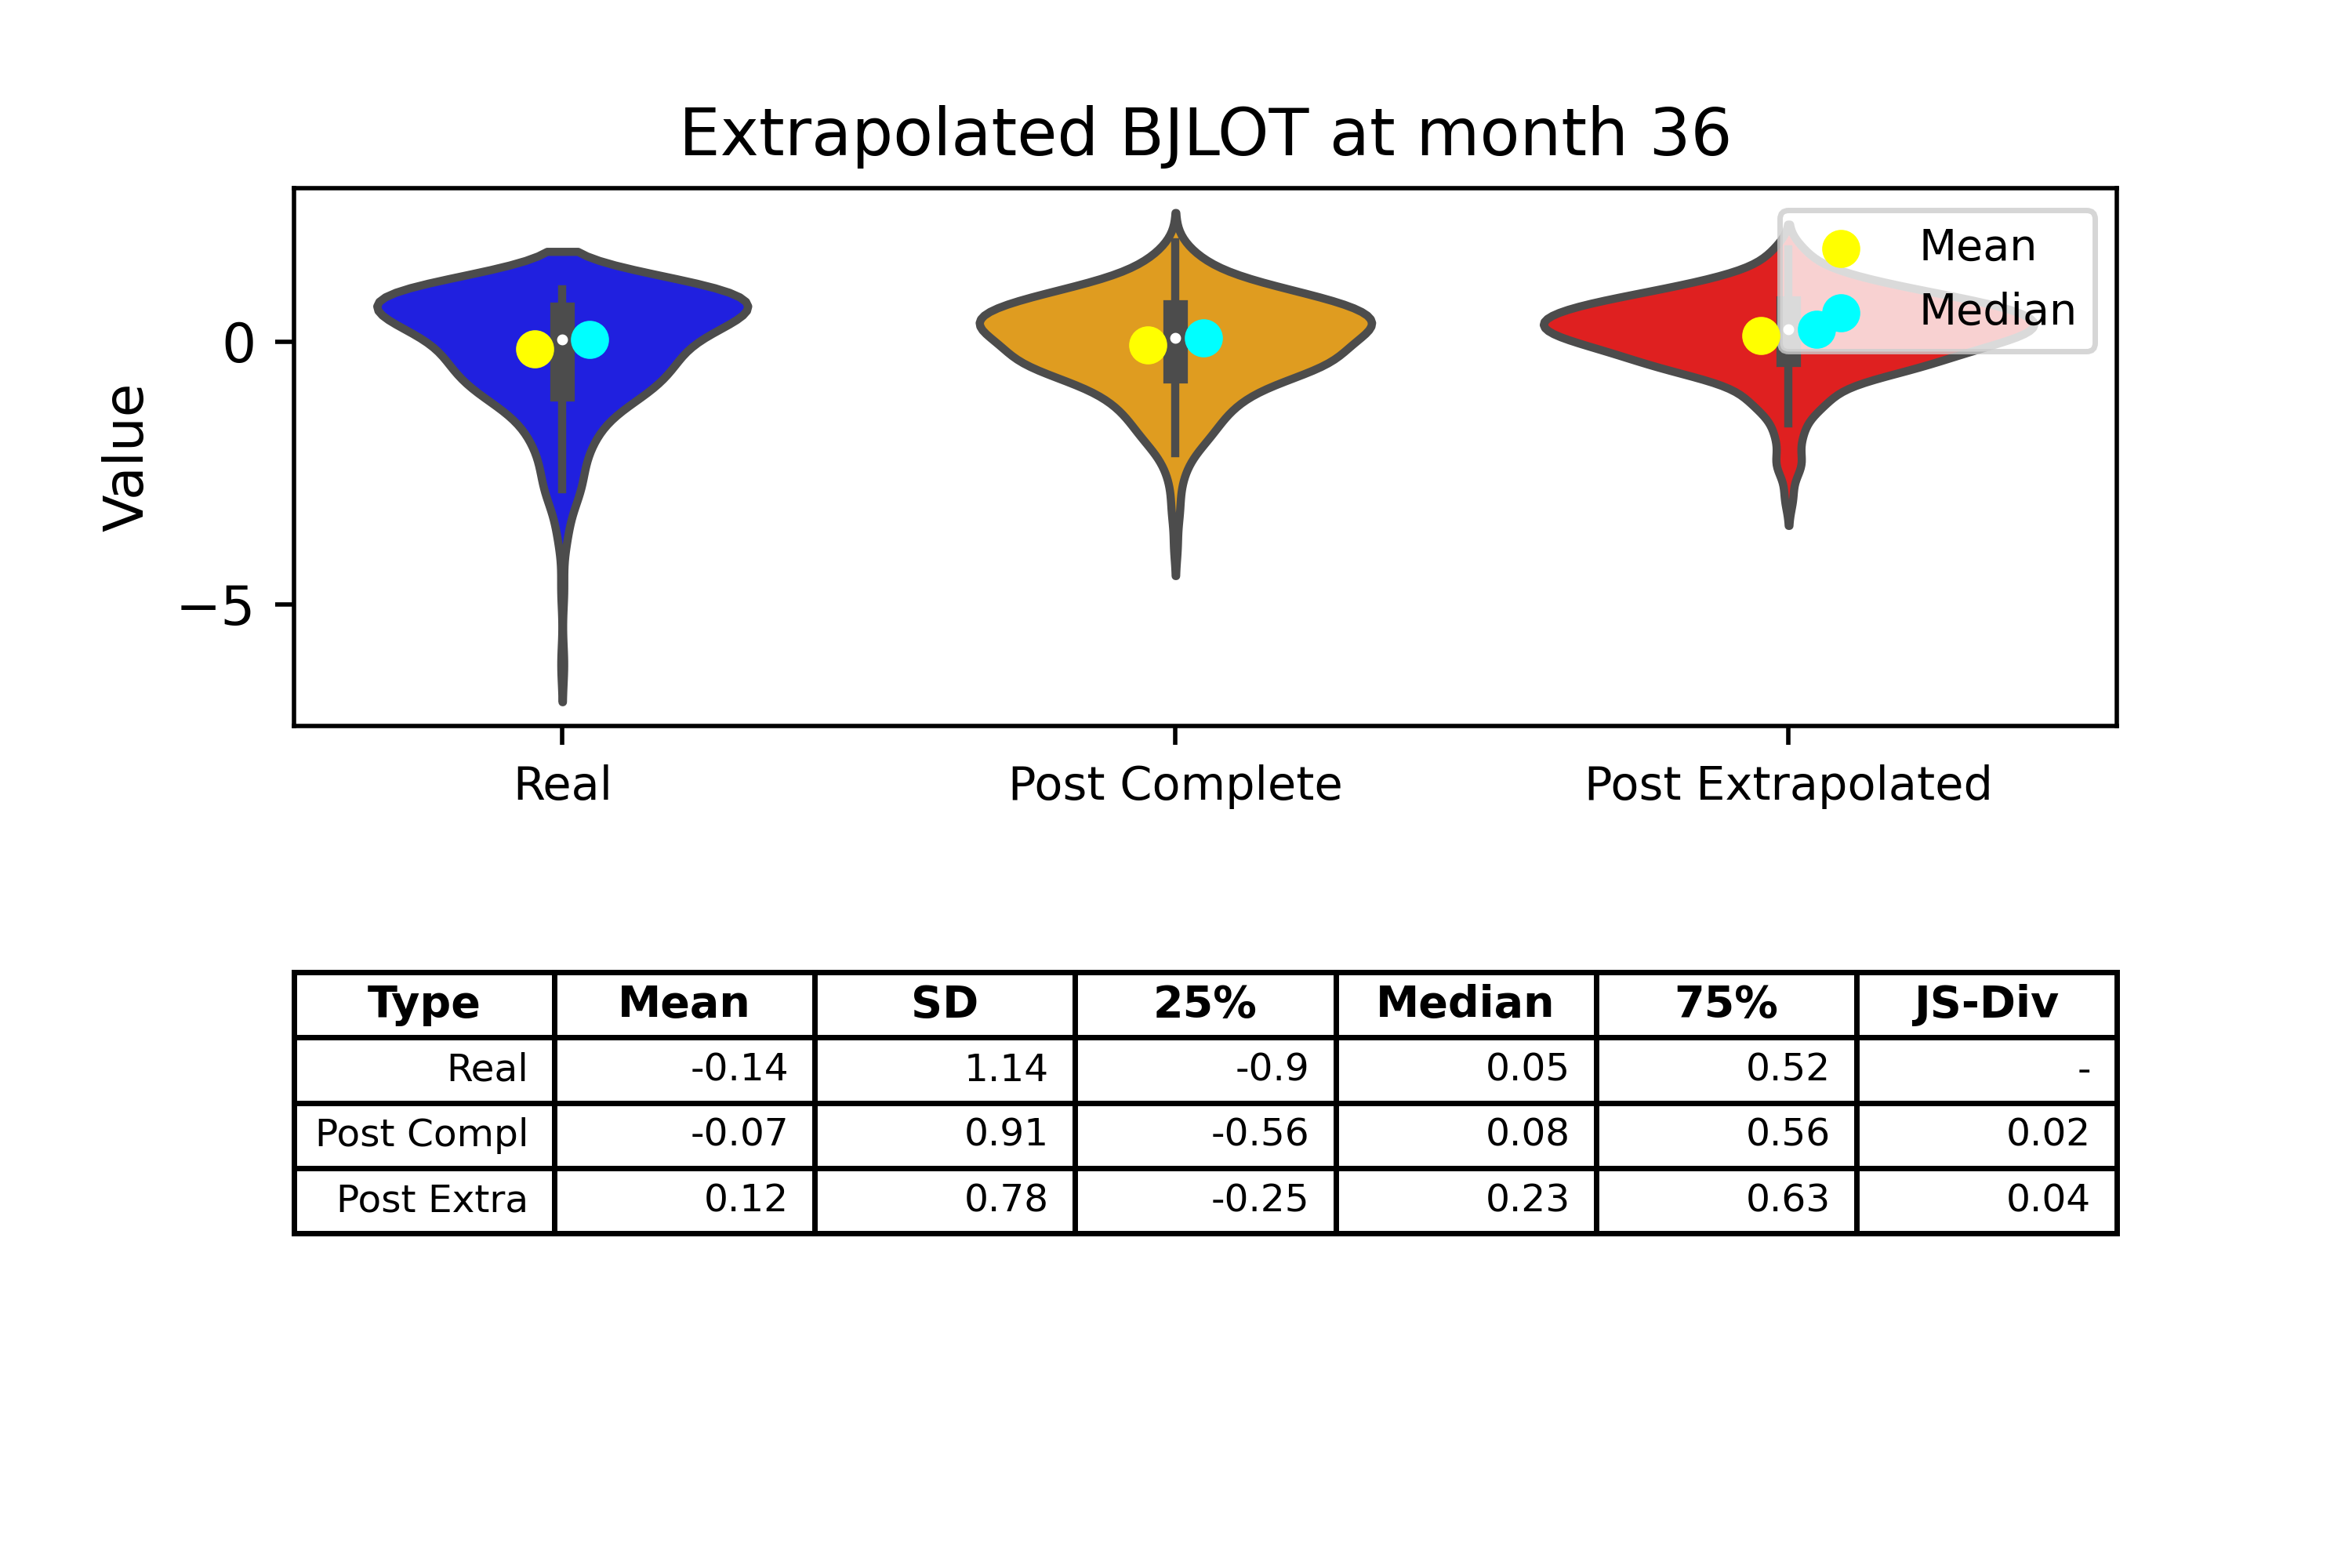 Extrapolated BJLOT at month 36
Mean
Median
0
−5
Value
Real Post Complete Post Extrapolated
Type Mean SD 25% Median 75% JS-Div
Real -0.14 1.14 -0.9 0.05 0.52 -
Post Compl -0.07 0.91 -0.56 0.08 0.56 0.02
Post Extra 0.12 0.78 -0.25 0.23 0.63 0.04